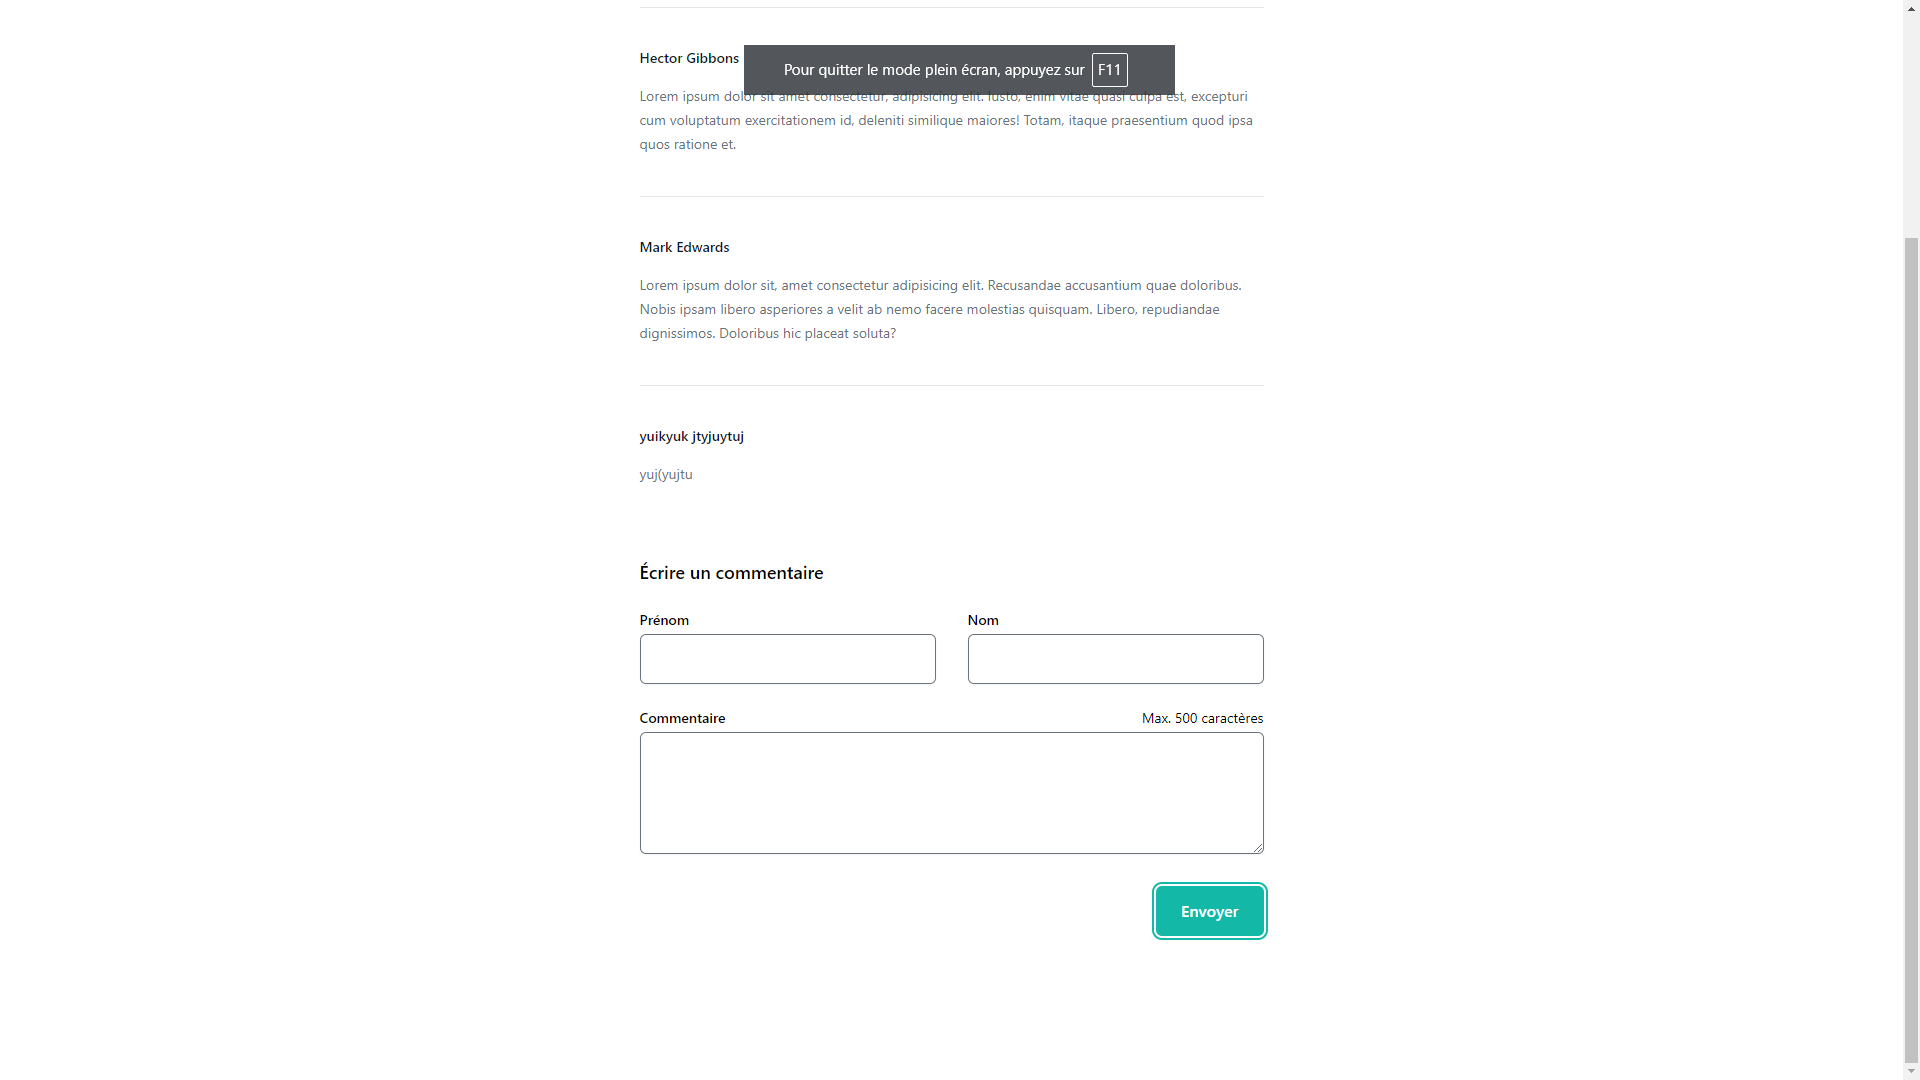 Hector Gibbons
Pour quitter le mode plein écran, appuyez sur F11
Lorem ipsum dolor sit amet consectetur, adipisicing elit. Iusto, enim vitae quasi culpa est, excepturi
cum voluptatum exercitationem id, deleniti similique maiores! Totam, itaque praesentium quod ipsa
quos ratione et.
Mark Edwards
Lorem ipsum dolor sit, amet consectetur adipisicing elit. Recusandae accusantium quae doloribus.
Nobis ipsam libero asperiores a velit ab nemo facere molestias quisquam. Libero, repudiandae
dignissimos. Doloribus hic placeat soluta?
yuikyuk jtyjuytuj
yuj(yujtu
Écrire un commentaire
Prénom
Nom
Commentaire
Max. 500 caractères
Envoyer